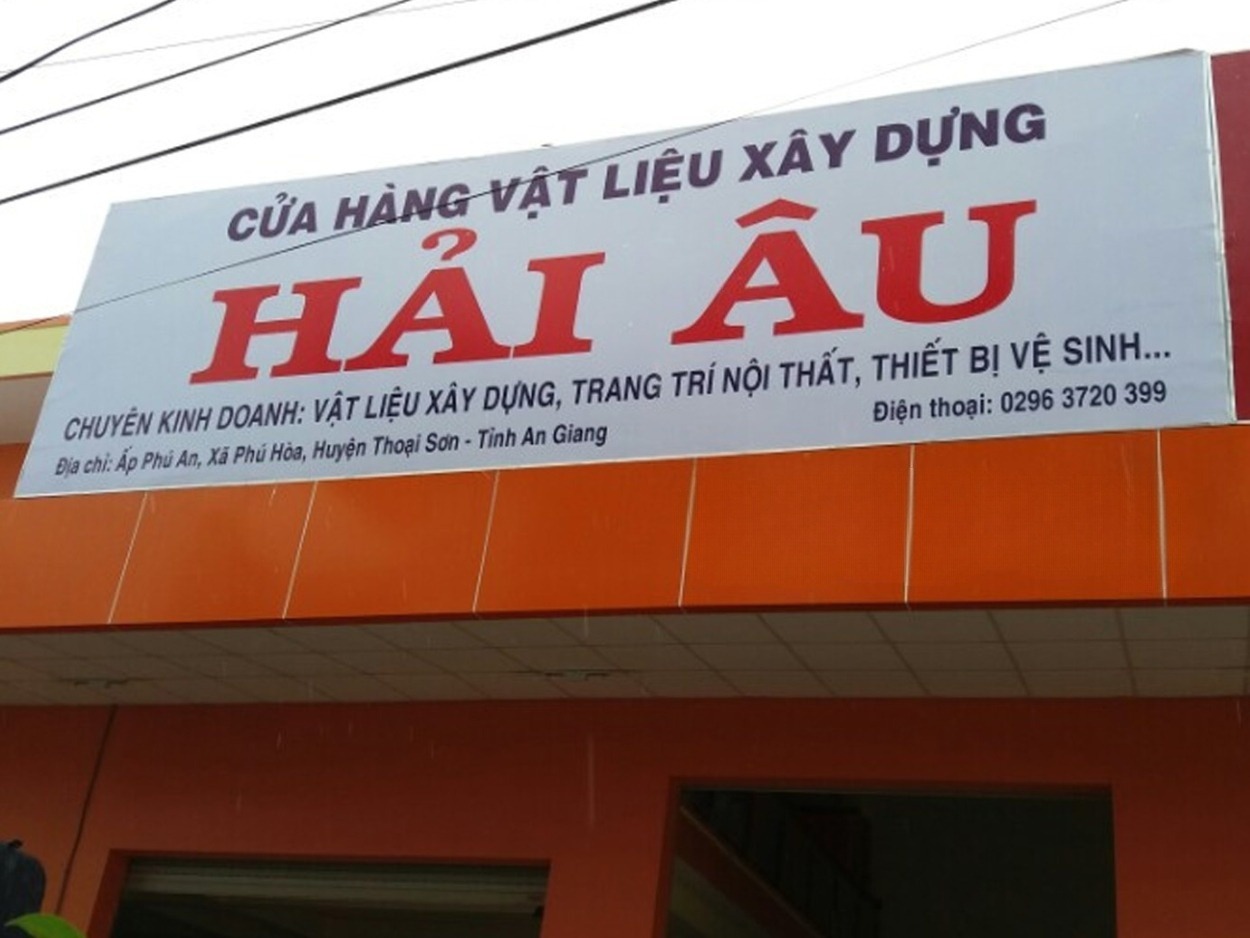 CỬA HÀNG VẬT LIỆU XÂY DỰNG
HẢI ÂU
CHUYÊN KINH DOANH: VẬT LIỆU XÂY DỰNG, TRANG TRÍ NỘI THẤT, THIẾT BỊ VỆ SINH...
Địa chỉ: Ấp Phú An, Xã Phú Hòa, Huyện Thoại Sơn - Tỉnh An Giang
Điện thoại: 0296 3720 399